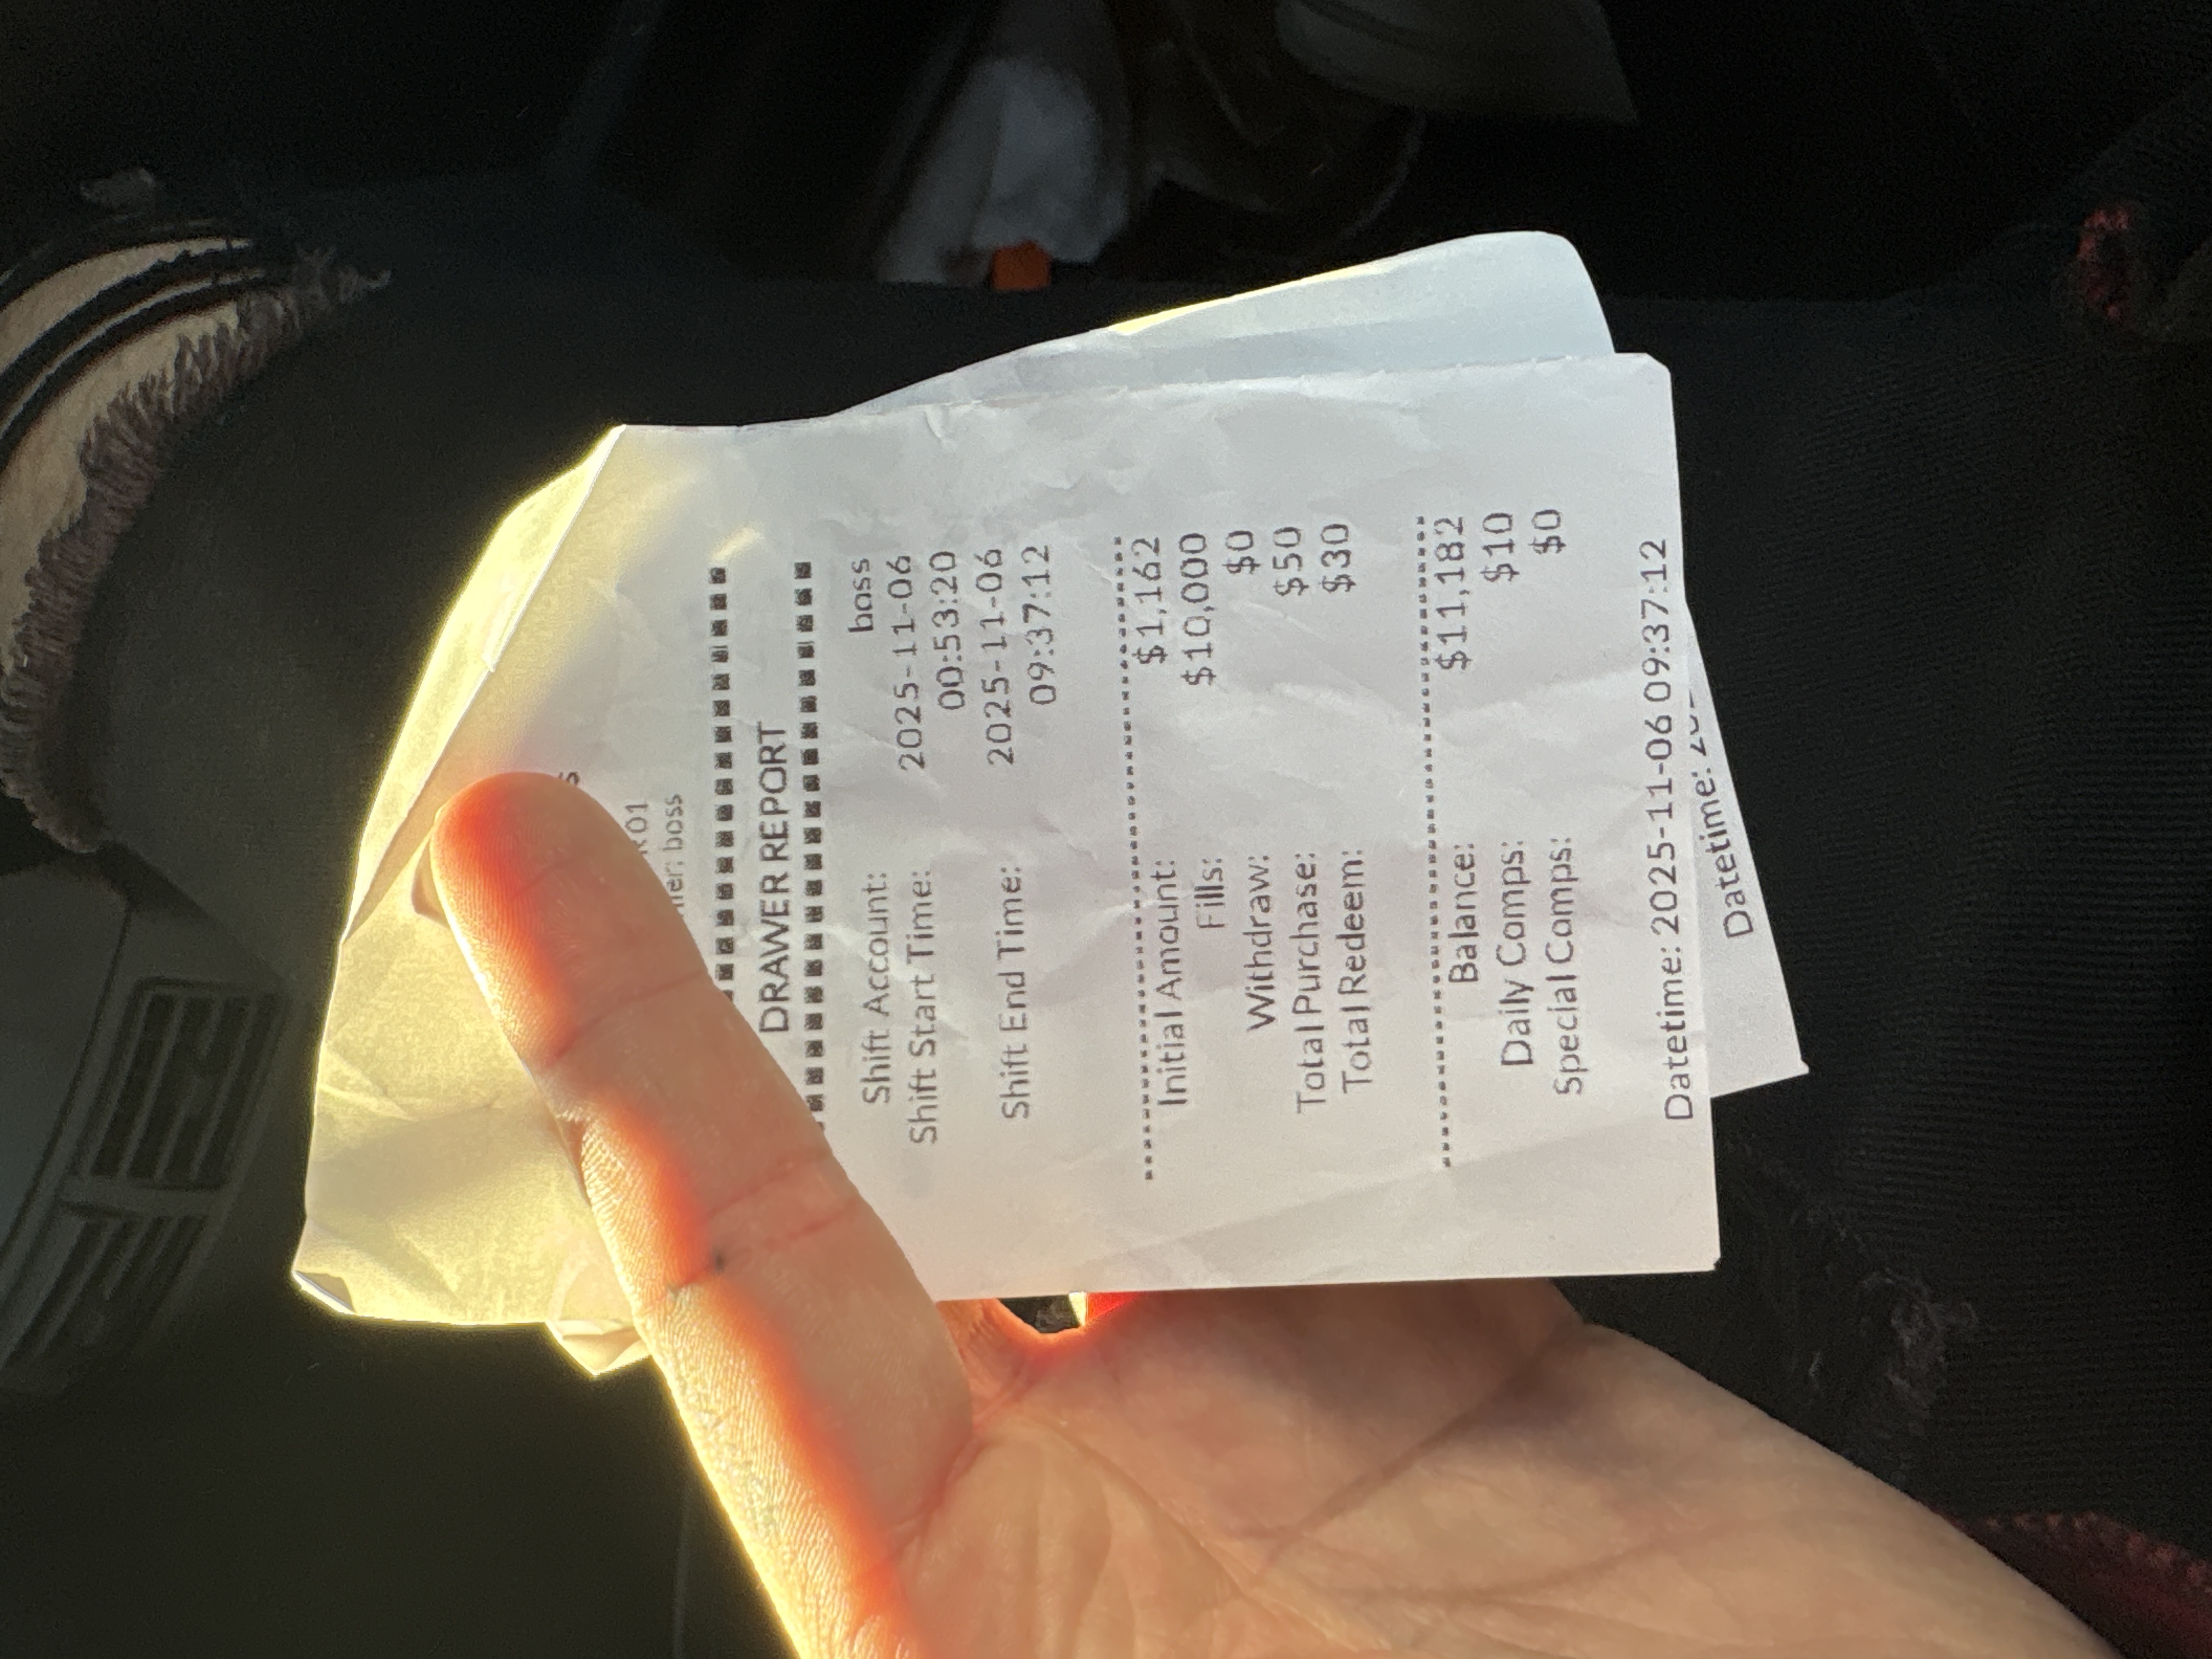 boss
DRAWER REPORT
Shift Account: boss
Shift Start Time: 2025-11-06
00:53:20
Shift End Time: 2025-11-06
09:37:12
Initial Amount: $1,162
Fills: $10,000
Withdraw: $0
Total Purchase: $50
Total Redeem: $30
Balance: $11,182
Daily Comps: $10
Special Comps: $0
Datetime: 2025-11-06 09:37:12
Datetime: